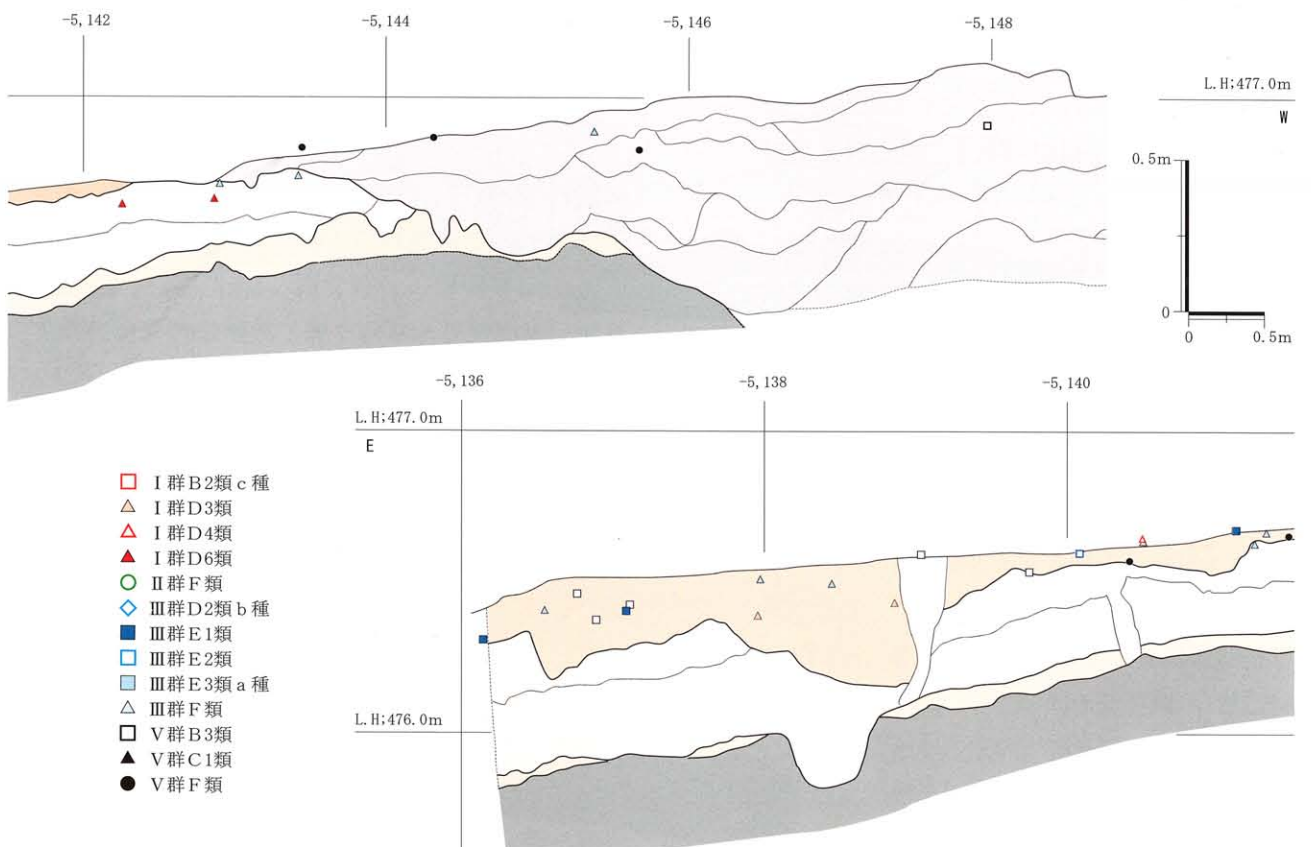 -5,142
-5,144
-5,146
-5,148
L.H;477.0m
W
0.5m
0
0 0.5m
-5,136
-5,138
-5,140
L.H;477.0m
E
L.H;476.0m
Ⅰ群B2類c種
Ⅰ群D3類
Ⅰ群D4類
Ⅰ群D6類
Ⅱ群F類
Ⅲ群D2類b種
Ⅲ群E1類
Ⅲ群E2類
Ⅲ群E3類a種
Ⅲ群F類
Ⅴ群B3類
Ⅴ群C1類
Ⅴ群F類